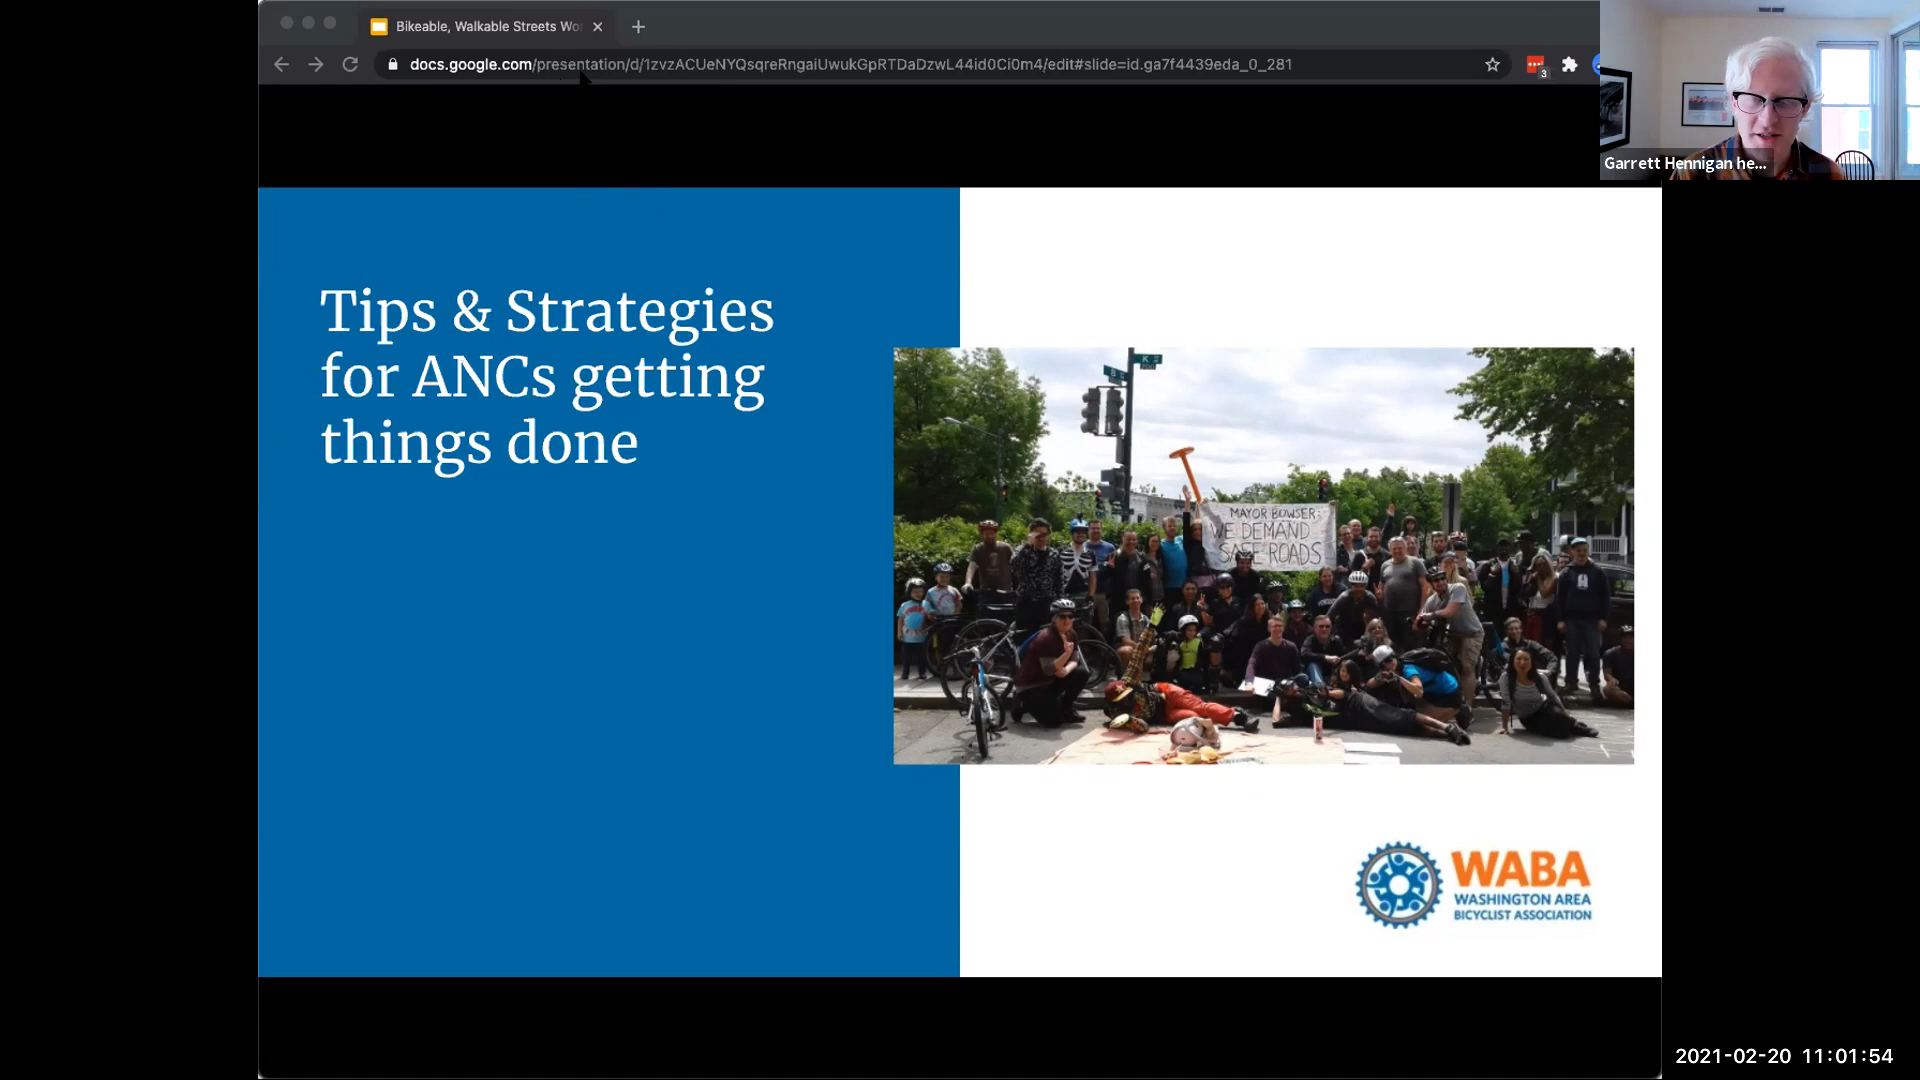 Bikeable, Walkable Streets Wo
docs.google.com/presentation/d/1zvzACUeNYQsqreRngaiUwukGpRTDaDzwL44id0Ci0m4/edit#slide=id.ga7f4439eda_0_281
3
Garrett Hennigan he...
Tips & Strategies
for ANCs getting
things done
K
MAYOR BOWSER:
WE DEMAND
SAFE ROADS
WABA
WASHINGTON AREA
BICYCLIST ASSOCIATION
2021-02-20 11:01:54